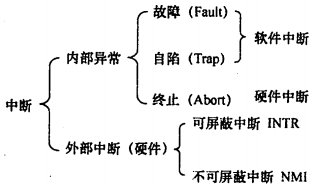 故障 (Fault)
软件中断
内部异常
自陷 (Trap)
中断
终止 (Abort)
硬件中断
可屏蔽中断 INTR
外部中断 (硬件)
不可屏蔽中断 NMI